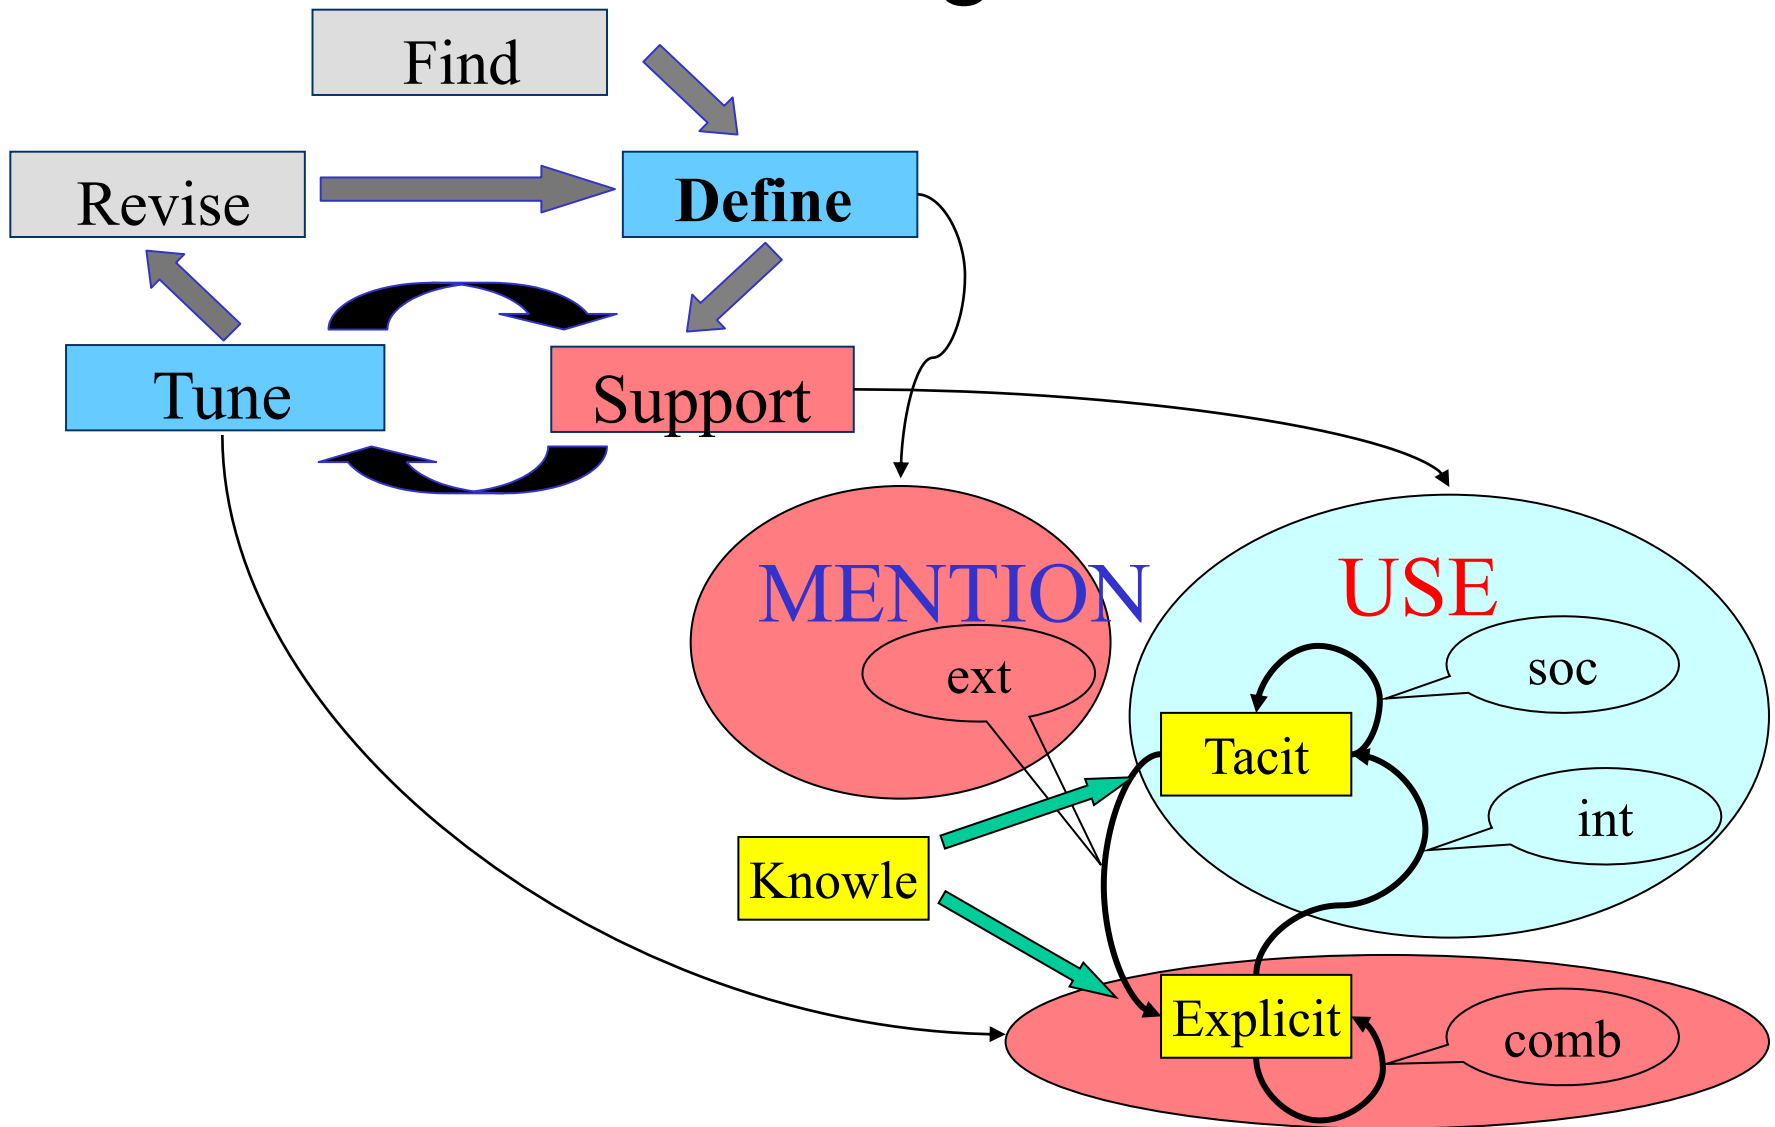 Find
Revise
Define
Tune
Support
MENTION
USE
ext
soc
Tacit
int
Knowle
Explicit
comb